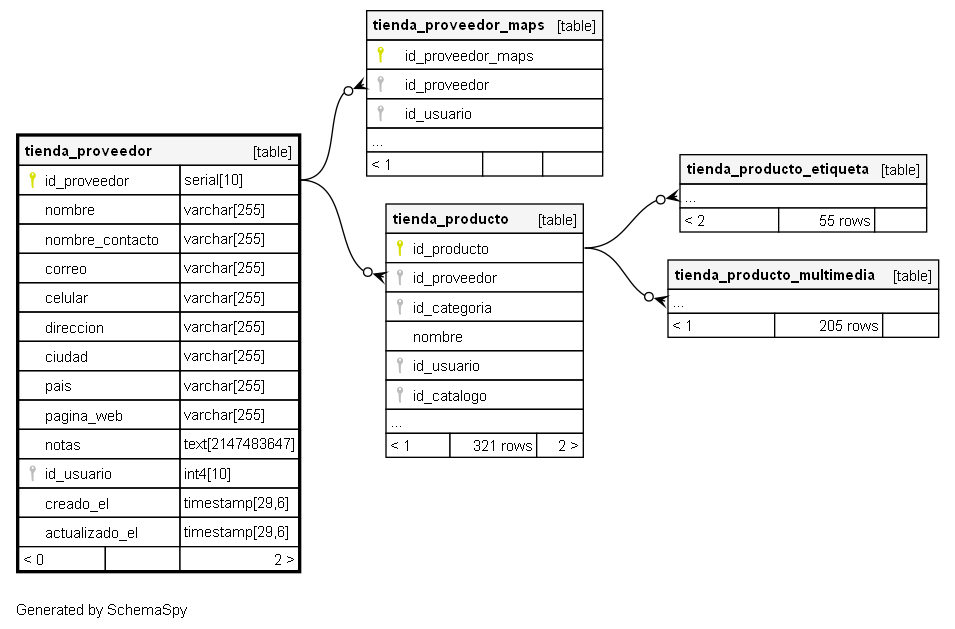 tienda_proveedor_maps [table]
id_proveedor_maps
id_proveedor
id_usuario
...
< 1
tienda_proveedor [table]
id_proveedor serial[10]
nombre varchar[255]
nombre_contacto varchar[255]
correo varchar[255]
celular varchar[255]
direccion varchar[255]
ciudad varchar[255]
pais varchar[255]
pagina_web varchar[255]
notas text[2147483647]
id_usuario int4[10]
creado_el timestamp[29,6]
actualizado_el timestamp[29,6]
< 0 2 >
tienda_producto [table]
id_producto
id_proveedor
id_categoria
nombre
id_usuario
id_catalogo
...
< 1 321 rows 2 >
tienda_producto_etiqueta [table]
...
< 2 55 rows
tienda_producto_multimedia [table]
...
< 1 205 rows
Generated by SchemaSpy